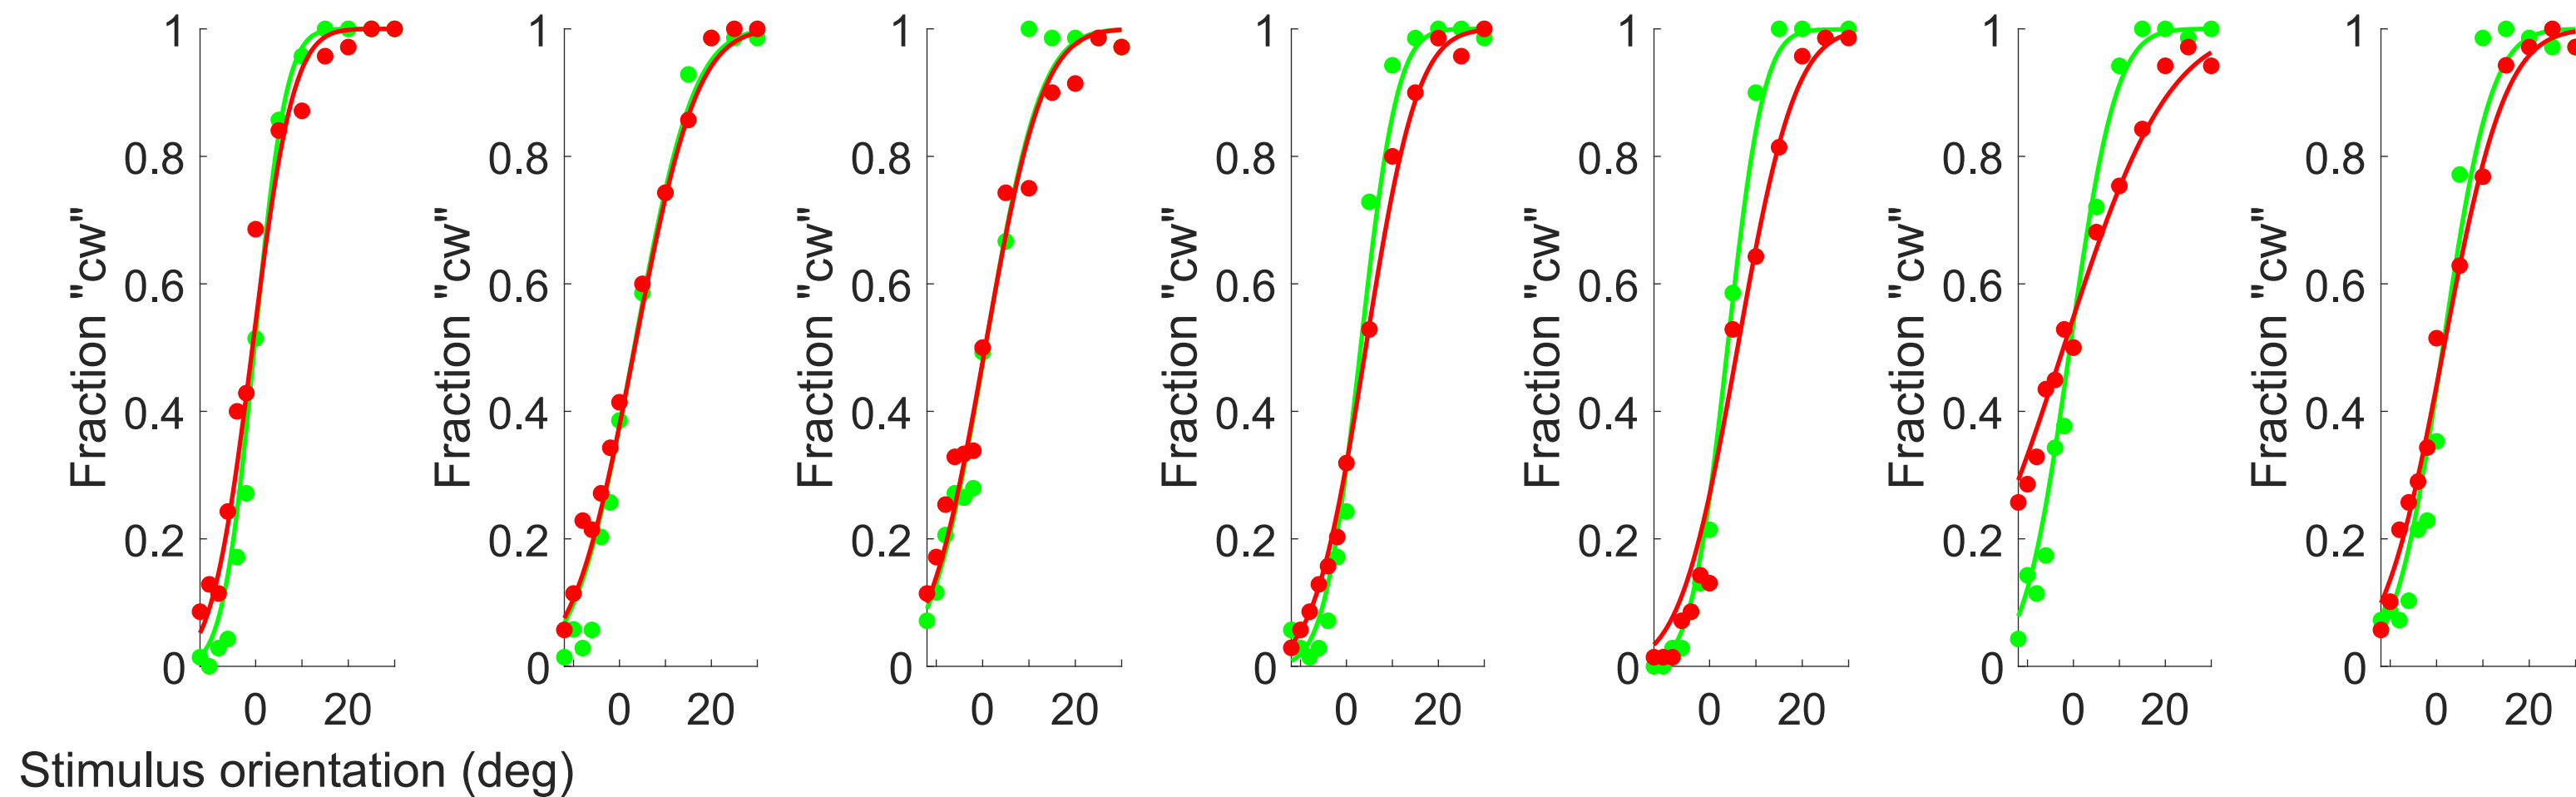 1 1 1 1 1 1 1
0.8 0.8 0.8 0.8 0.8 0.8 0.8
Fraction "cw" Fraction "cw" Fraction "cw" Fraction "cw" Fraction "cw" Fraction "cw" Fraction "cw"
0.6 0.6 0.6 0.6 0.6 0.6 0.6
0.4 0.4 0.4 0.4 0.4 0.4 0.4
0.2 0.2 0.2 0.2 0.2 0.2 0.2
0 0 0 0 0 0 0
0 20 0 20 0 20 0 20 0 20 0 20 0 20
Stimulus orientation (deg)